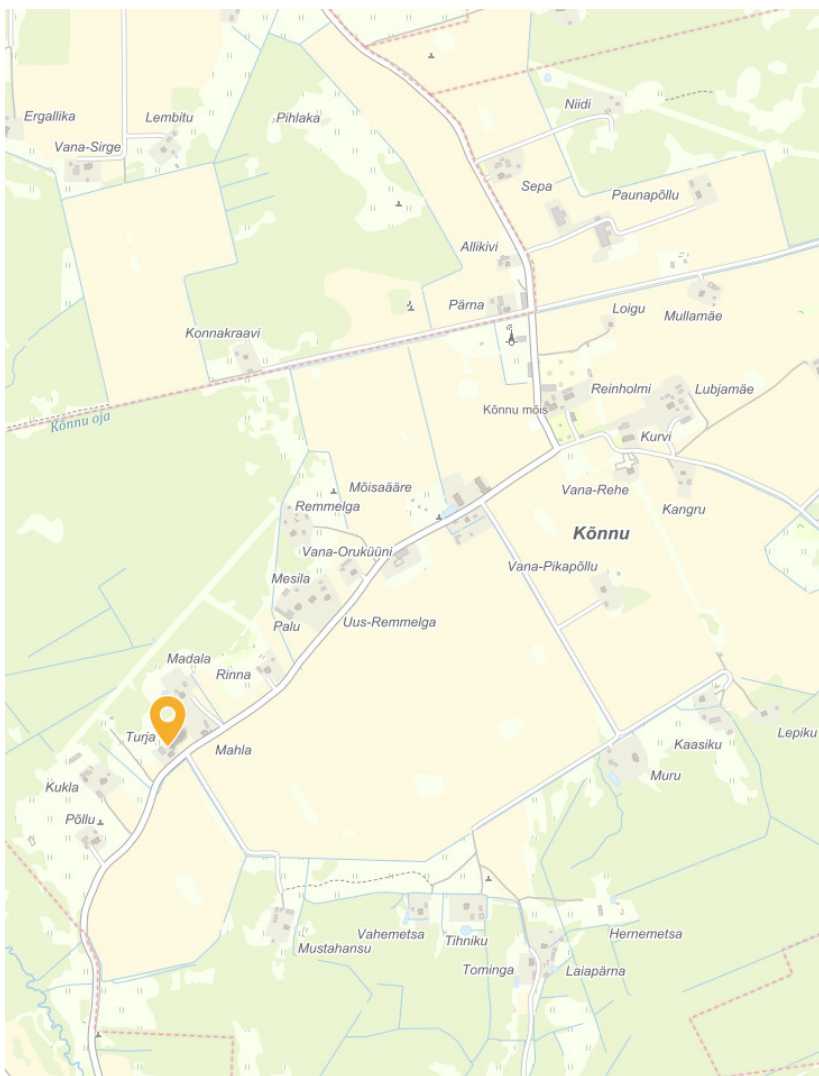 Ergallika
Lembitu
Pihlaka
Niidi
Vana-Sirge
Sepa
Paunapõllu
Allikivi
Pärna
Loigu
Mullamäe
Konnakraavi
Reinholmi
Lubjamäe
Kõnnu mõis
Kõnnu oja
Kurvi
Mõisaääre
Vana-Rehe
Remmelga
Kangru
Kõnnu
Vana-Oruküüni
Vana-Pikapõllu
Mesila
Palu
Uus-Remmelga
Madala
Rinna
Turja
Mahla
Kaasiku
Lepiku
Kukla
Muru
Põllu
Mustahansu
Vahemetsa
Tihniku
Hernemetsa
Tominga
Laiapärna